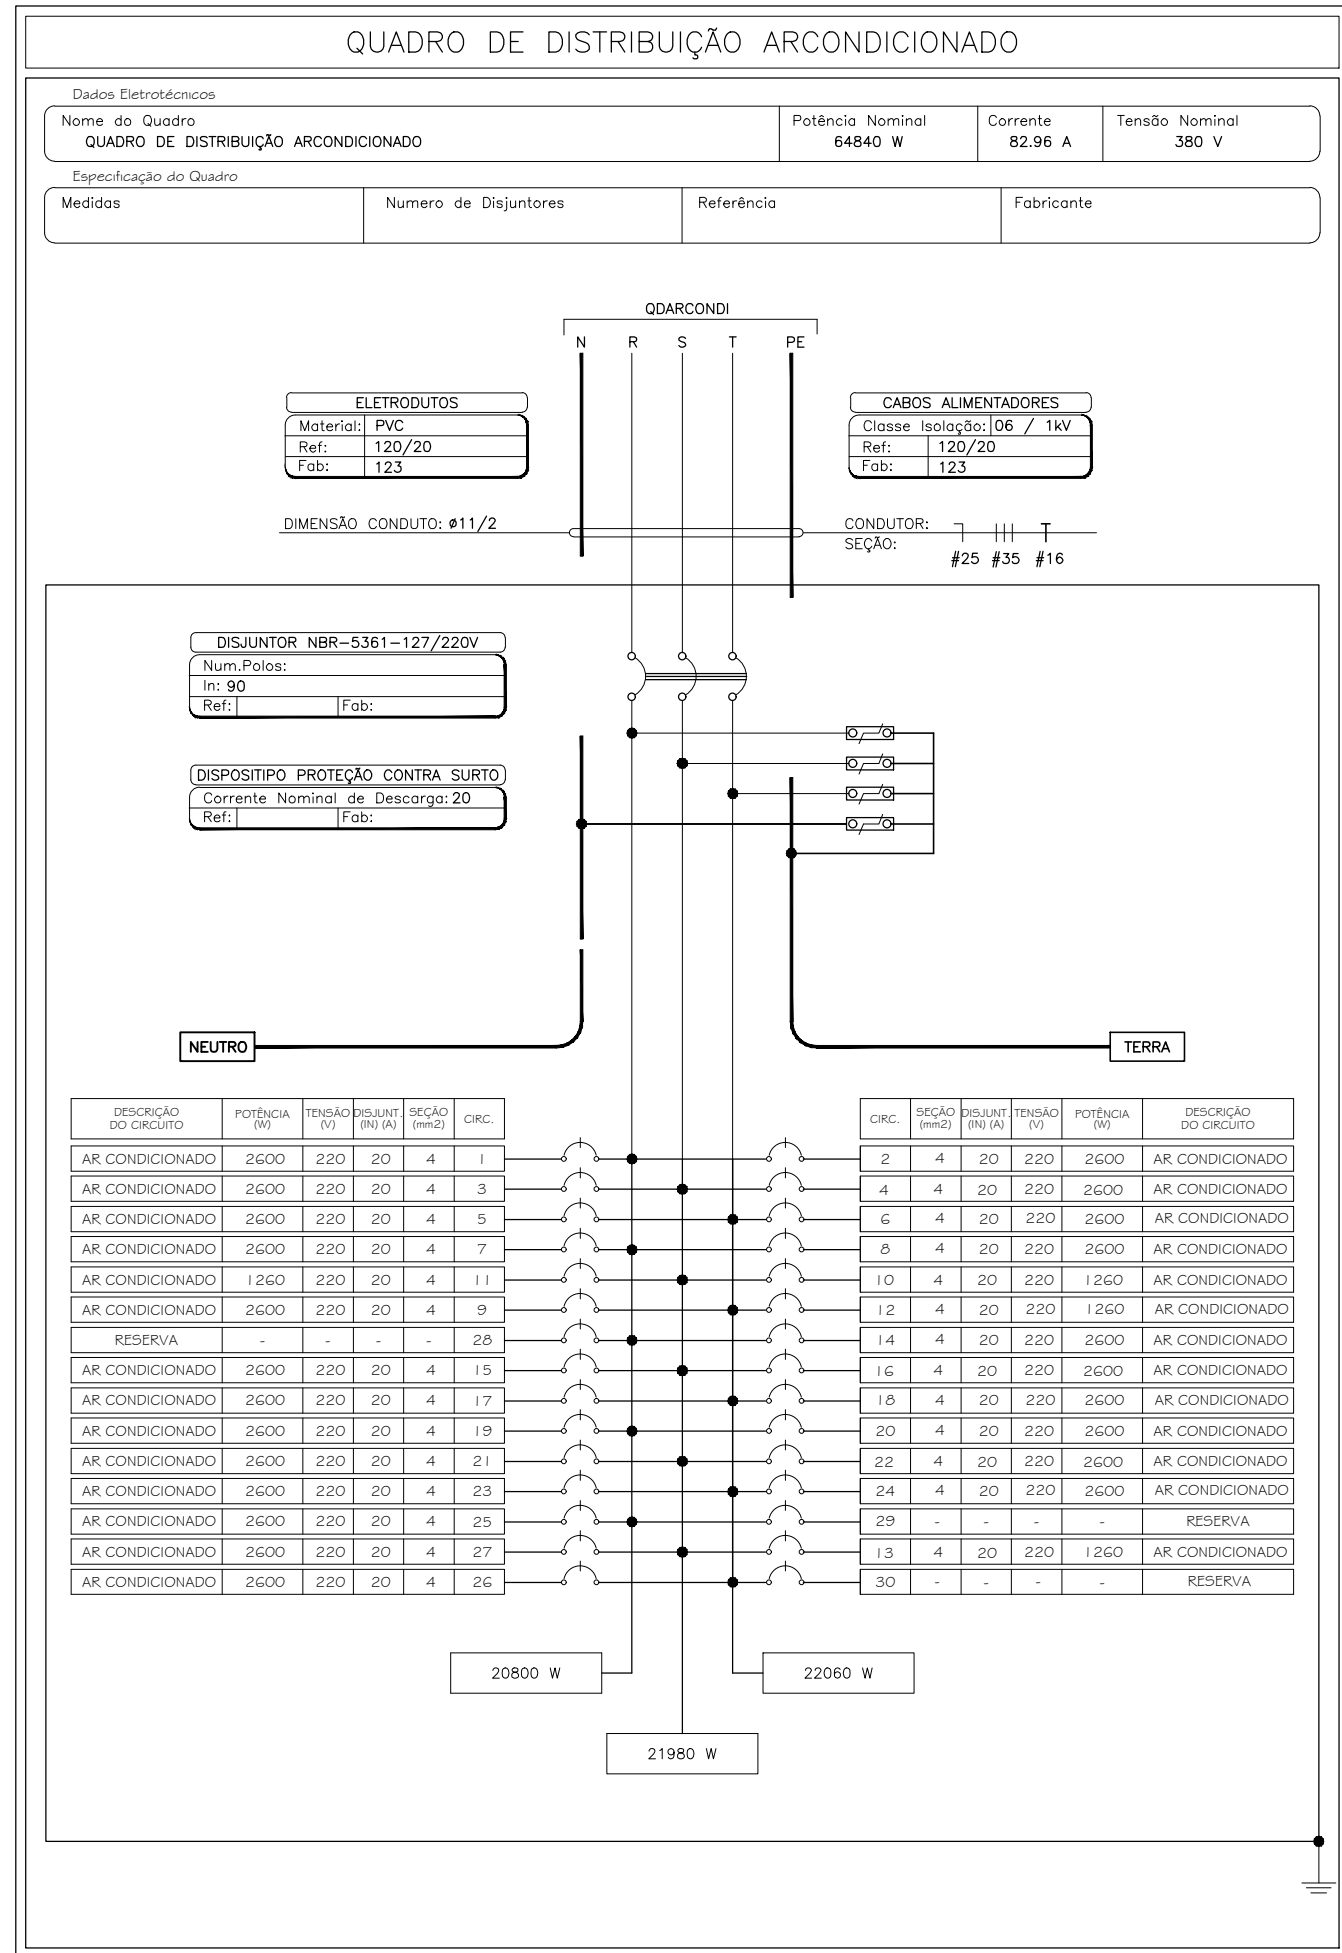 QUADRO DE DISTRIBUIÇÃO ARCONDICIONADO
Dados Eletrotécnicos
Nome do Quadro
QUADRO DE DISTRIBUIÇÃO ARCONDICIONADO
Potência Nominal
64840 W
Corrente
82.96 A
Tensão Nominal
380 V
Especificação do Quadro
Medidas
Numero de Disjuntores
Referência
Fabricante
QDARCONDI
N R S T PE
ELETRODUTOS
Material: PVC
Ref: 120/20
Fab: 123
CABOS ALIMENTADORES
Classe Isolação: 06 / 1kV
Ref: 120/20
Fab: 123
DIMENSÃO CONDUTO: ø11/2
CONDUTOR:
SEÇÃO:
#25 #35 #16
DISJUNTOR NBR-5361-127/220V
Num.Polos:
In: 90
Ref: Fab:
DISPOSITIPO PROTEÇÃO CONTRA SURTO
Corrente Nominal de Descarga: 20
Ref: Fab:
NEUTRO
TERRA
DESCRIÇÃO DO CIRCUITO POTÊNCIA (W) TENSÃO (V) DISJUNT. (IN) (A) SEÇÃO (mm2) CIRC.
AR CONDICIONADO 2600 220 20 4 1
AR CONDICIONADO 2600 220 20 4 3
AR CONDICIONADO 2600 220 20 4 5
AR CONDICIONADO 2600 220 20 4 7
AR CONDICIONADO 1260 220 20 4 11
AR CONDICIONADO 2600 220 20 4 9
RESERVA - - - - 28
AR CONDICIONADO 2600 220 20 4 15
AR CONDICIONADO 2600 220 20 4 17
AR CONDICIONADO 2600 220 20 4 19
AR CONDICIONADO 2600 220 20 4 21
AR CONDICIONADO 2600 220 20 4 23
AR CONDICIONADO 2600 220 20 4 25
AR CONDICIONADO 2600 220 20 4 27
AR CONDICIONADO 2600 220 20 4 26
CIRC. SEÇÃO (mm2) DISJUNT. (IN) (A) TENSÃO (V) POTÊNCIA (W) DESCRIÇÃO DO CIRCUITO
2 4 20 220 2600 AR CONDICIONADO
4 4 20 220 2600 AR CONDICIONADO
6 4 20 220 2600 AR CONDICIONADO
8 4 20 220 2600 AR CONDICIONADO
10 4 20 220 1260 AR CONDICIONADO
12 4 20 220 1260 AR CONDICIONADO
14 4 20 220 2600 AR CONDICIONADO
16 4 20 220 2600 AR CONDICIONADO
18 4 20 220 2600 AR CONDICIONADO
20 4 20 220 2600 AR CONDICIONADO
22 4 20 220 2600 AR CONDICIONADO
24 4 20 220 2600 AR CONDICIONADO
29 - - - - RESERVA
13 4 20 220 1260 AR CONDICIONADO
30 - - - - RESERVA
20800 W
22060 W
21980 W